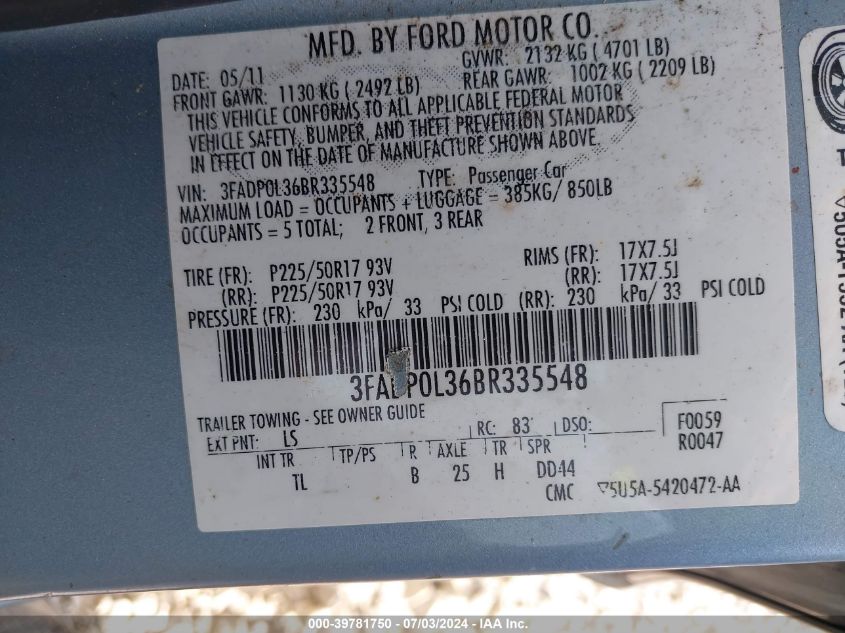 MFD. BY FORD MOTOR CO.
DATE: 05/11 GVWR: 2132 KG ( 4701 LB)
FRONT GAWR: 1130 KG ( 2492 LB) REAR GAWR: 1002 KG ( 2209 LB)
THIS VEHICLE CONFORMS TO ALL APPLICABLE FEDERAL MOTOR
VEHICLE SAFETY, BUMPER, AND THEFT PREVENTION STANDARDS
IN EFFECT ON THE DATE OF MANUFACTURE SHOWN ABOVE.
VIN: 3FADP0L36BR335548 TYPE: Passenger Car
MAXIMUM LOAD = OCCUPANTS + LUGGAGE = 385KG/ 850LB
OCCUPANTS = 5 TOTAL; 2 FRONT, 3 REAR
TIRE (FR): P225/50R17 93V RIMS (FR): 17X7.5J
(RR): P225/50R17 93V (RR): 17X7.5J
PRESSURE (FR): 230 kPa/ 33 PSI COLD (RR): 230 kPa/ 33 PSI COLD
3FADP0L36BR335548
TRAILER TOWING - SEE OWNER GUIDE
EXT PNT: LS RC: 83 DSO: F0059
R0047
INT TR TP/PS R AXLE TR SPR
TL B 25 H DD44
CMC 5U5A-5420472-AA
000-39781750 - 07/03/2024 - IAA Inc.